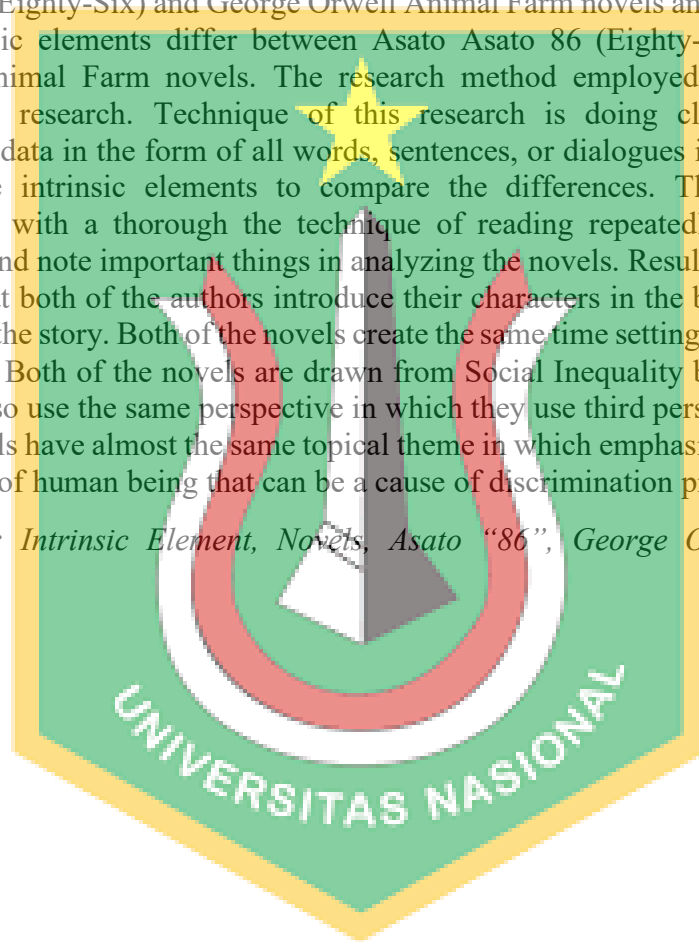 Eighty-Six) and George Orwell Animal Farm novels an
ic elements differ between Asato Asato 86 (Eighty-
nimal Farm novels. The research method employed
research. Technique of this research is doing cl
data in the form of all words, sentences, or dialogues i
e intrinsic elements to compare the differences. Th
with a thorough the technique of reading repeated
nd note important things in analyzing the novels. Resul
at both of the authors introduce their characters in the b
the story. Both of the novels create the same time setting
Both of the novels are drawn from Social Inequality b
so use the same perspective in which they use third pers
ls have almost the same topical theme in which emphasi
of human being that can be a cause of discrimination p
: Intrinsic Element, Novels, Asato “86”, George O
UNIVERSITAS NASIONAL